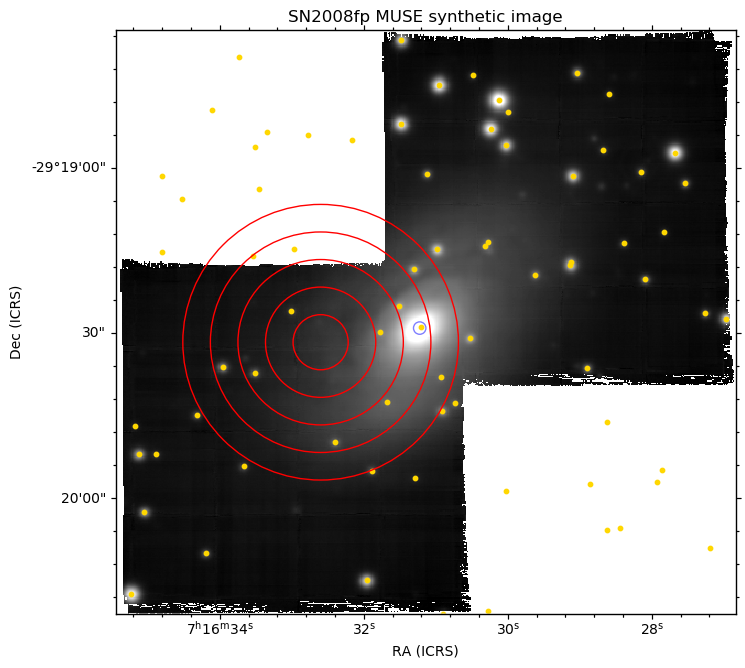 SN2008fp MUSE synthetic image
-29°19'00"
30"
20'00"
Dec (ICRS)
7ʰ16ᵐ34ˢ
32ˢ
30ˢ
28ˢ
RA (ICRS)